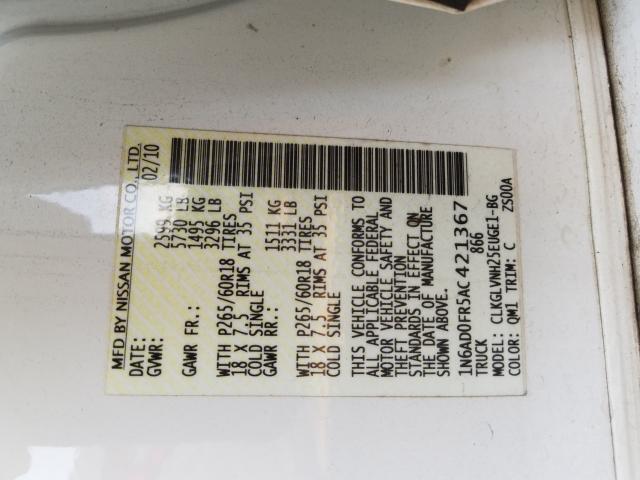 MFD BY NISSAN MOTOR CO., LTD.
DATE: 02/10
GVWR: 2599 KG
5730 LB
GAWR FR.: 1495 KG
3296 LB
WITH P265/60R18 TIRES
18 X 7.5 RIMS AT 35 PSI
COLD SINGLE
GAWR RR.: 1511 KG
3331 LB
WITH P265/60R18 TIRES
18 X 7.5 RIMS AT 35 PSI
COLD SINGLE
THIS VEHICLE CONFORMS TO
ALL APPLICABLE FEDERAL
MOTOR VEHICLE SAFETY AND
THEFT PREVENTION
STANDARDS IN EFFECT ON
THE DATE OF MANUFACTURE
SHOWN ABOVE.
1N6AD0FR5AC421367
TRUCK 866
MODEL: CLKGLVNH25EUGE1-BG
COLOR: QM1 TRIM: C ZS00A